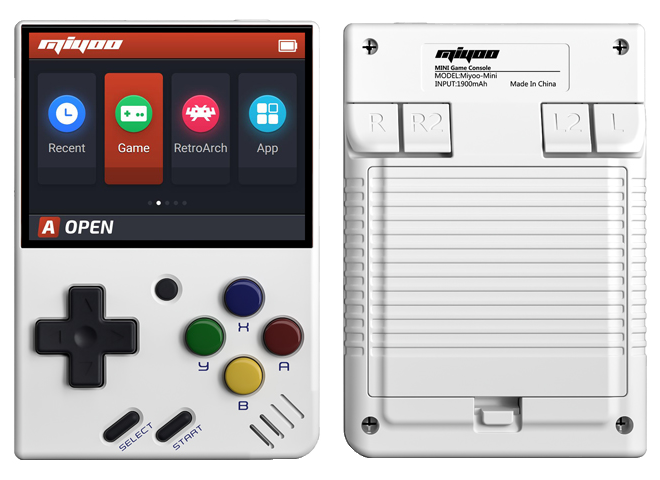 miyoo
Recent
Game
RetroArch
App
A OPEN
X
Y
A
B
SELECT
START
miyoo
MINI Game Console
MODEL:Miyoo-Mini
INPUT:1900mAh
Made In China
R
R2
L2
L